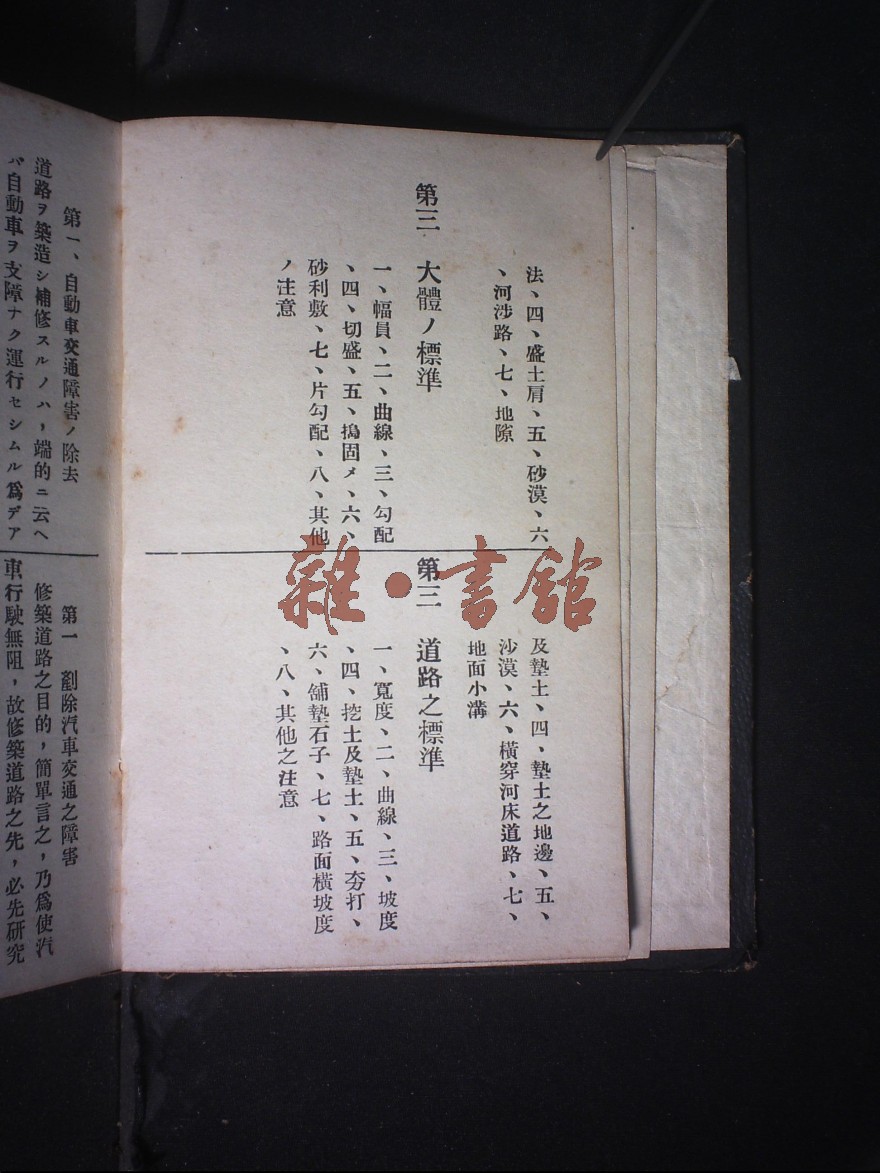 法、四、盛土肩、五、砂漠、六
、河渉路、七、地隙
第三 大體ノ標準
一、幅員、二、曲線、三、勾配
、四、切盛、五、搗固メ、六、
砂利敷、七、片勾配、八、其他
ノ注意
及墊土、四、墊土之地邊、五、
沙漠、六、橫穿河床道路、七、
地面小溝
第三 道路之標準
一、寬度、二、曲線、三、坡度
、四、挖土及墊土、五、夯打、
六、舖墊石子、七、路面橫坡度
、八、其他之注意
第一、自動車交通障害ノ除去
道路ヲ築造シ補修スルノハ，端的ニ云ヘ
バ自動車ヲ支障ナク運行セシムル爲デア
第一 剷除汽車交通之障害
修築道路之目的，簡單言之，乃爲使汽
車行駛無阻，故修築道路之先，必先研究
雜·書館